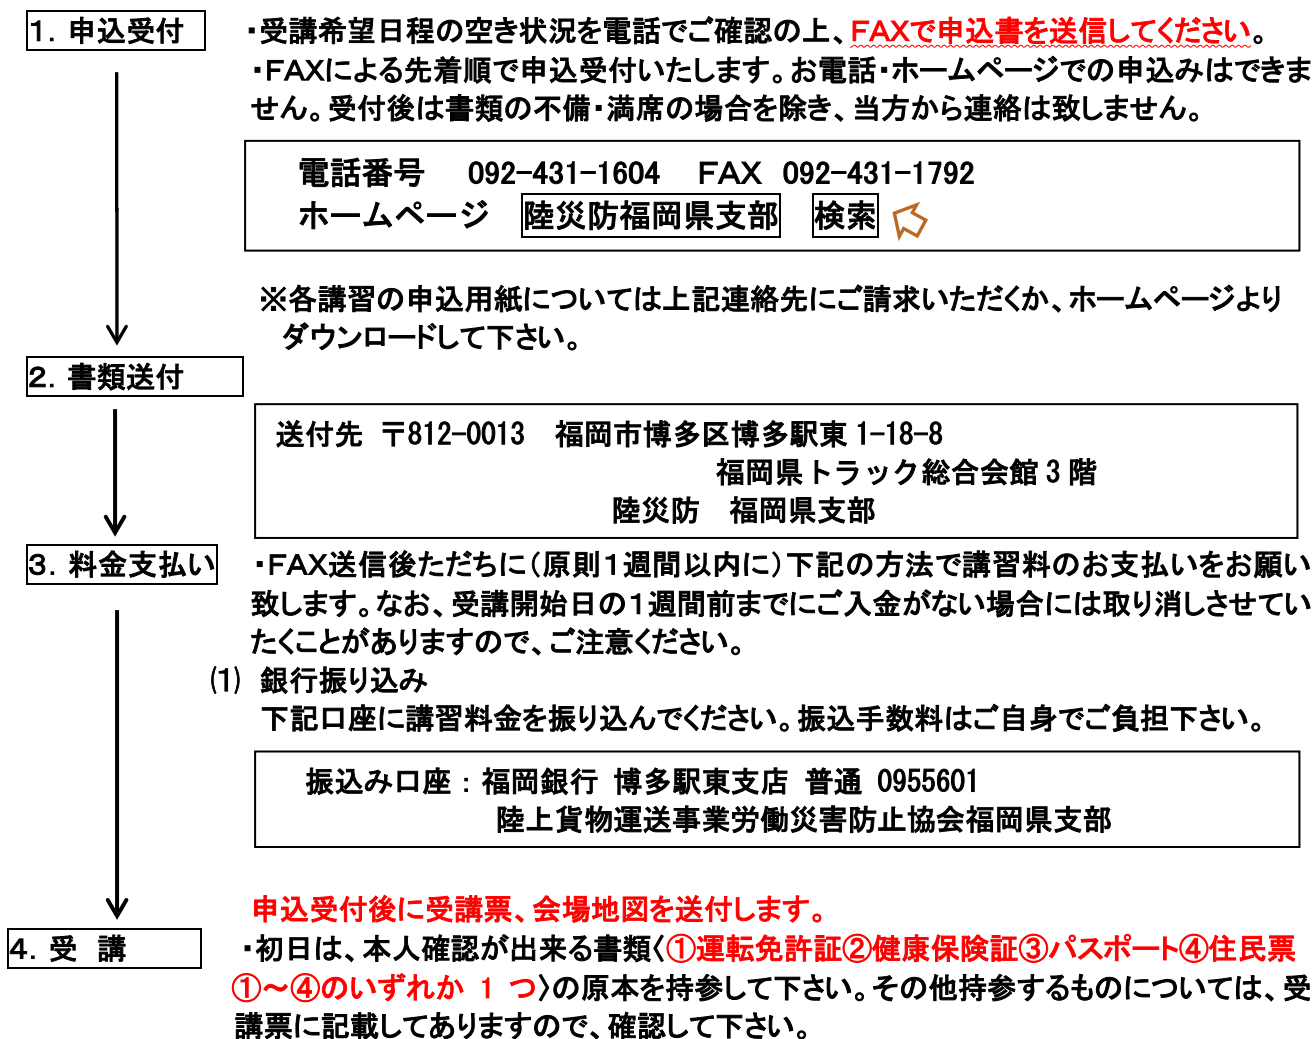 １．申込受付
・受講希望日程の空き状況を電話でご確認の上、FAXで申込書を送信してください。
・FAXによる先着順で申込受付いたします。お電話・ホームページでの申込みはできま
せん。受付後は書類の不備・満席の場合を除き、当方から連絡は致しません。
電話番号　092-431-1604　FAX　092-431-1792
ホームページ　陸災防福岡県支部　検索
※各講習の申込用紙については上記連絡先にご請求いただくか、ホームページより
ダウンロードして下さい。
２．書類送付
送付先　〒812-0013　福岡市博多区博多駅東 1-18-8
福岡県トラック総合会館 3 階
陸災防　福岡県支部
３．料金支払い
・FAX送信後ただちに（原則１週間以内に）下記の方法で講習料のお支払いをお願い
致します。なお、受講開始日の１週間前までにご入金がない場合には取り消しさせてい
たくことがありますので、ご注意ください。
⑴　銀行振り込み
下記口座に講習料金を振り込んでください。振込手数料はご自身でご負担下さい。
振込み口座：福岡銀行　博多駅東支店　普通　0955601
陸上貨物運送事業労働災害防止協会福岡県支部
申込受付後に受講票、会場地図を送付します。
４．受　講
・初日は、本人確認が出来る書類〈①運転免許証②健康保険証③パスポート④住民票
①～④のいずれか １ つ〉の原本を持参して下さい。その他持参するものについては、受
講票に記載してありますので、確認して下さい。